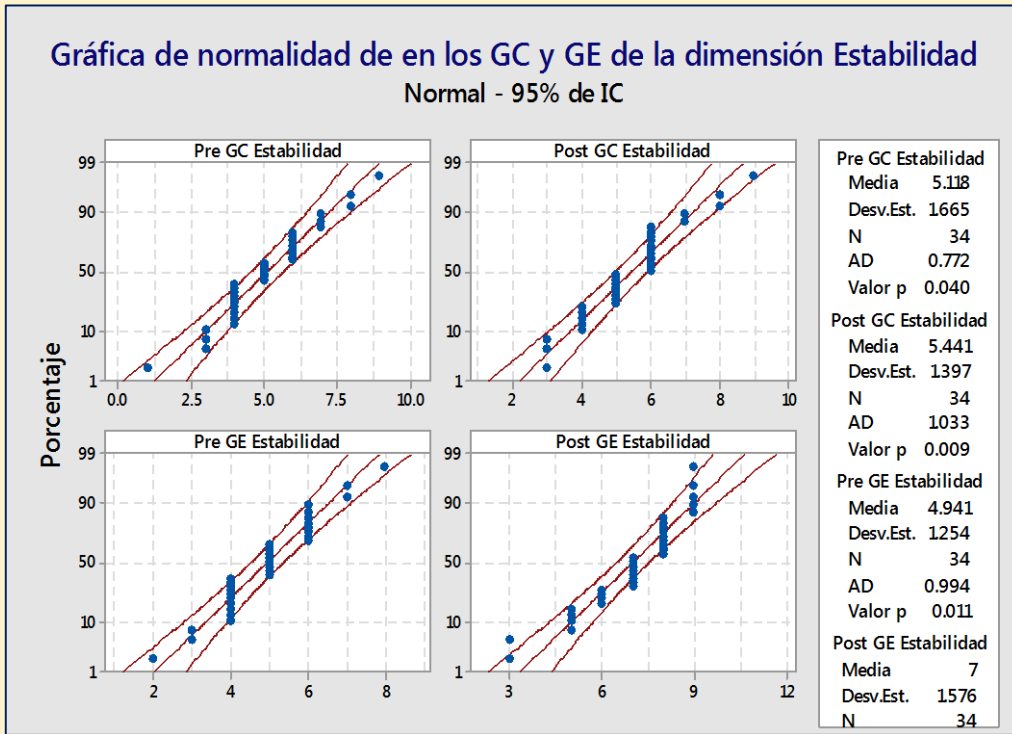 Gráfica de normalidad de en los GC y GE de la dimensión Estabilidad
Normal - 95% de IC
Porcentaje
Pre GC Estabilidad
99
90
50
10
1
0.0 2.5 5.0 7.5 10.0
Post GC Estabilidad
99
90
50
10
1
2 4 6 8 10
Pre GE Estabilidad
99
90
50
10
1
2 4 6 8
Post GE Estabilidad
99
90
50
10
1
3 6 9 12
Pre GC Estabilidad
Media 5.118
Desv.Est. 1665
N 34
AD 0.772
Valor p 0.040
Post GC Estabilidad
Media 5.441
Desv.Est. 1397
N 34
AD 1033
Valor p 0.009
Pre GE Estabilidad
Media 4.941
Desv.Est. 1254
N 34
AD 0.994
Valor p 0.011
Post GE Estabilidad
Media 7
Desv.Est. 1576
N 34